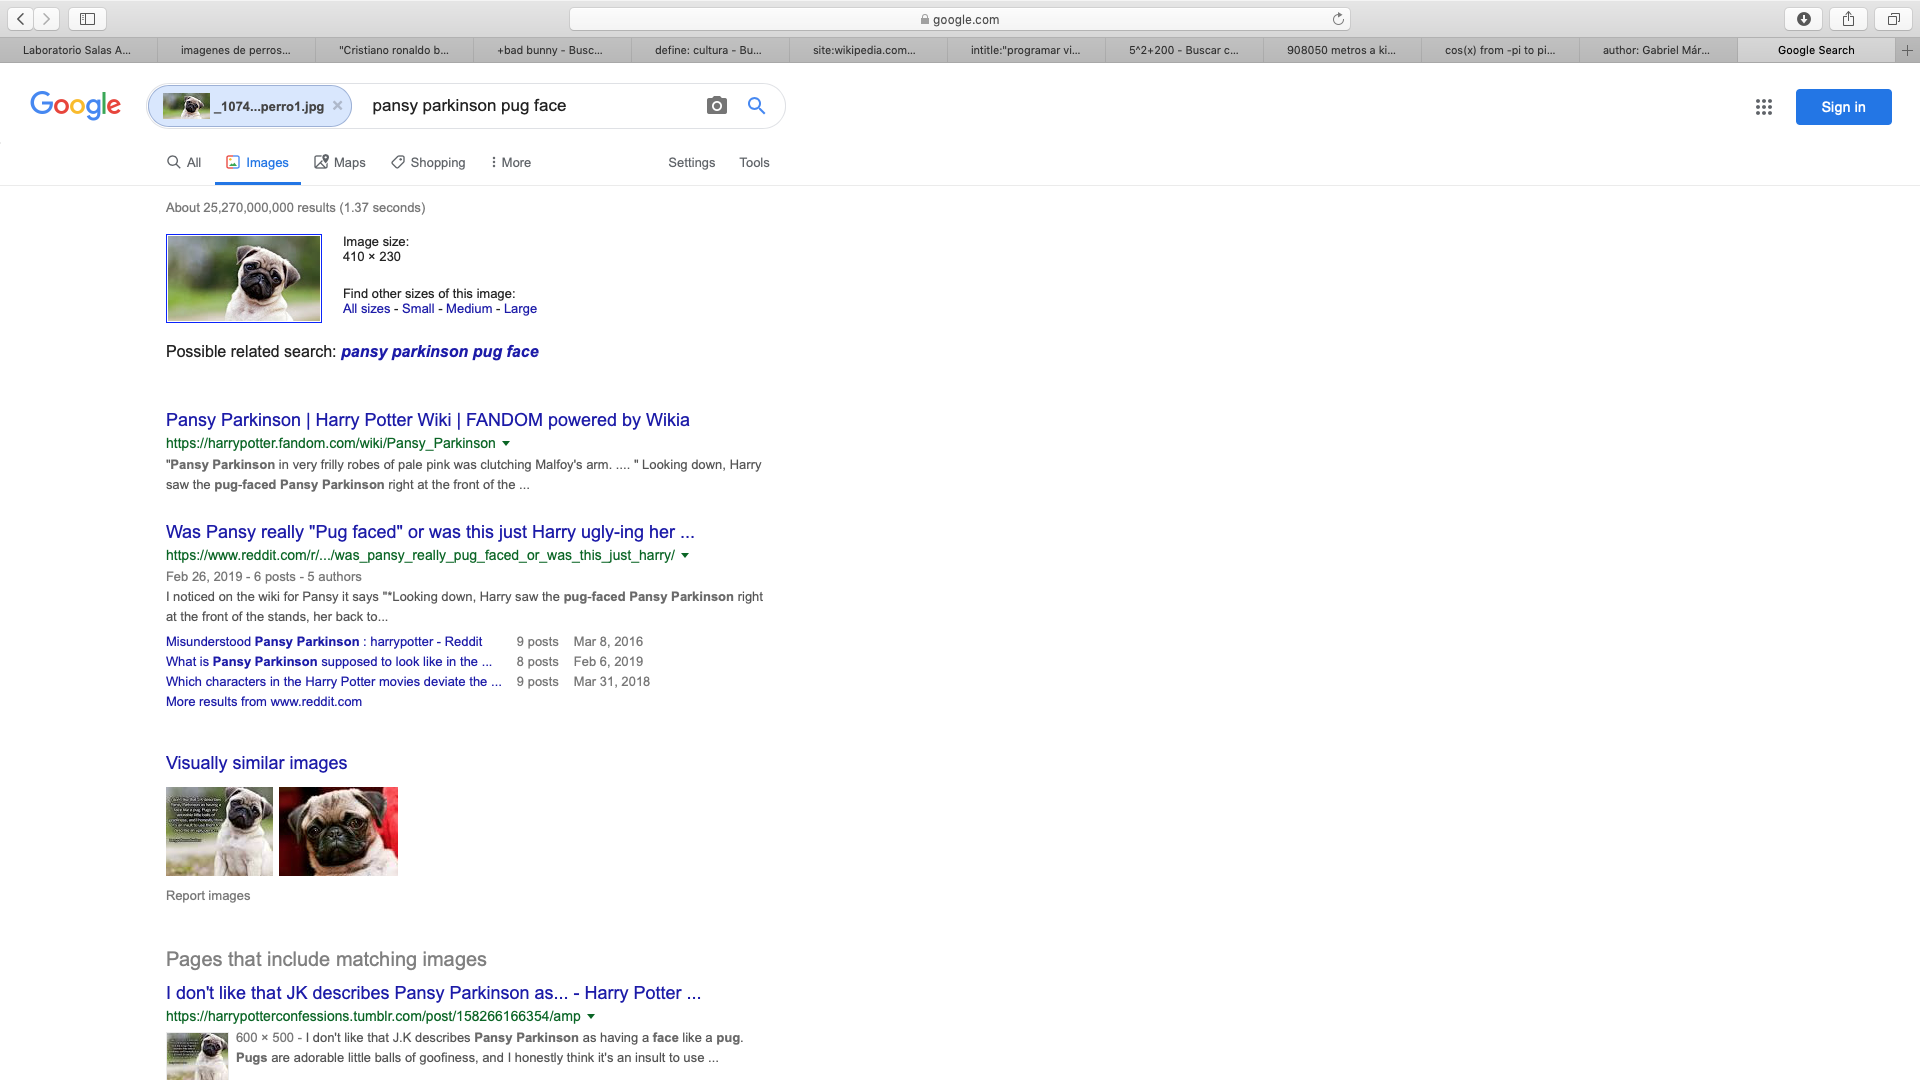 google.com
Laboratorio Salas A...
imagenes de perros...
"Cristiano ronaldo b...
+bad bunny - Busc...
define: cultura - Bu...
site:wikipedia.com...
intitle:"programar vi...
5^2+200 - Buscar c...
908050 metros a ki...
cos(x) from -pi to pi...
author: Gabriel Már...
Google Search
Google
_1074...perro1.jpg
pansy parkinson pug face
Sign in
All
Images
Maps
Shopping
More
Settings
Tools
About 25,270,000,000 results (1.37 seconds)
Image size:
410 × 230
Find other sizes of this image:
All sizes - Small - Medium - Large
Possible related search: pansy parkinson pug face
Pansy Parkinson | Harry Potter Wiki | FANDOM powered by Wikia
https://harrypotter.fandom.com/wiki/Pansy_Parkinson
"Pansy Parkinson in very frilly robes of pale pink was clutching Malfoy's arm. .... " Looking down, Harry
saw the pug-faced Pansy Parkinson right at the front of the ...
Was Pansy really "Pug faced" or was this just Harry ugly-ing her ...
https://www.reddit.com/r/.../was_pansy_really_pug_faced_or_was_this_just_harry/
Feb 26, 2019 - 6 posts - 5 authors
I noticed on the wiki for Pansy it says "*Looking down, Harry saw the pug-faced Pansy Parkinson right
at the front of the stands, her back to...
Misunderstood Pansy Parkinson : harrypotter - Reddit 9 posts Mar 8, 2016
What is Pansy Parkinson supposed to look like in the ... 8 posts Feb 6, 2019
Which characters in the Harry Potter movies deviate the ... 9 posts Mar 31, 2018
More results from www.reddit.com
Visually similar images
Report images
Pages that include matching images
I don't like that JK describes Pansy Parkinson as... - Harry Potter ...
https://harrypotterconfessions.tumblr.com/post/158266166354/amp
600 × 500 - I don't like that J.K describes Pansy Parkinson as having a face like a pug.
Pugs are adorable little balls of goofiness, and I honestly think it's an insult to use ...